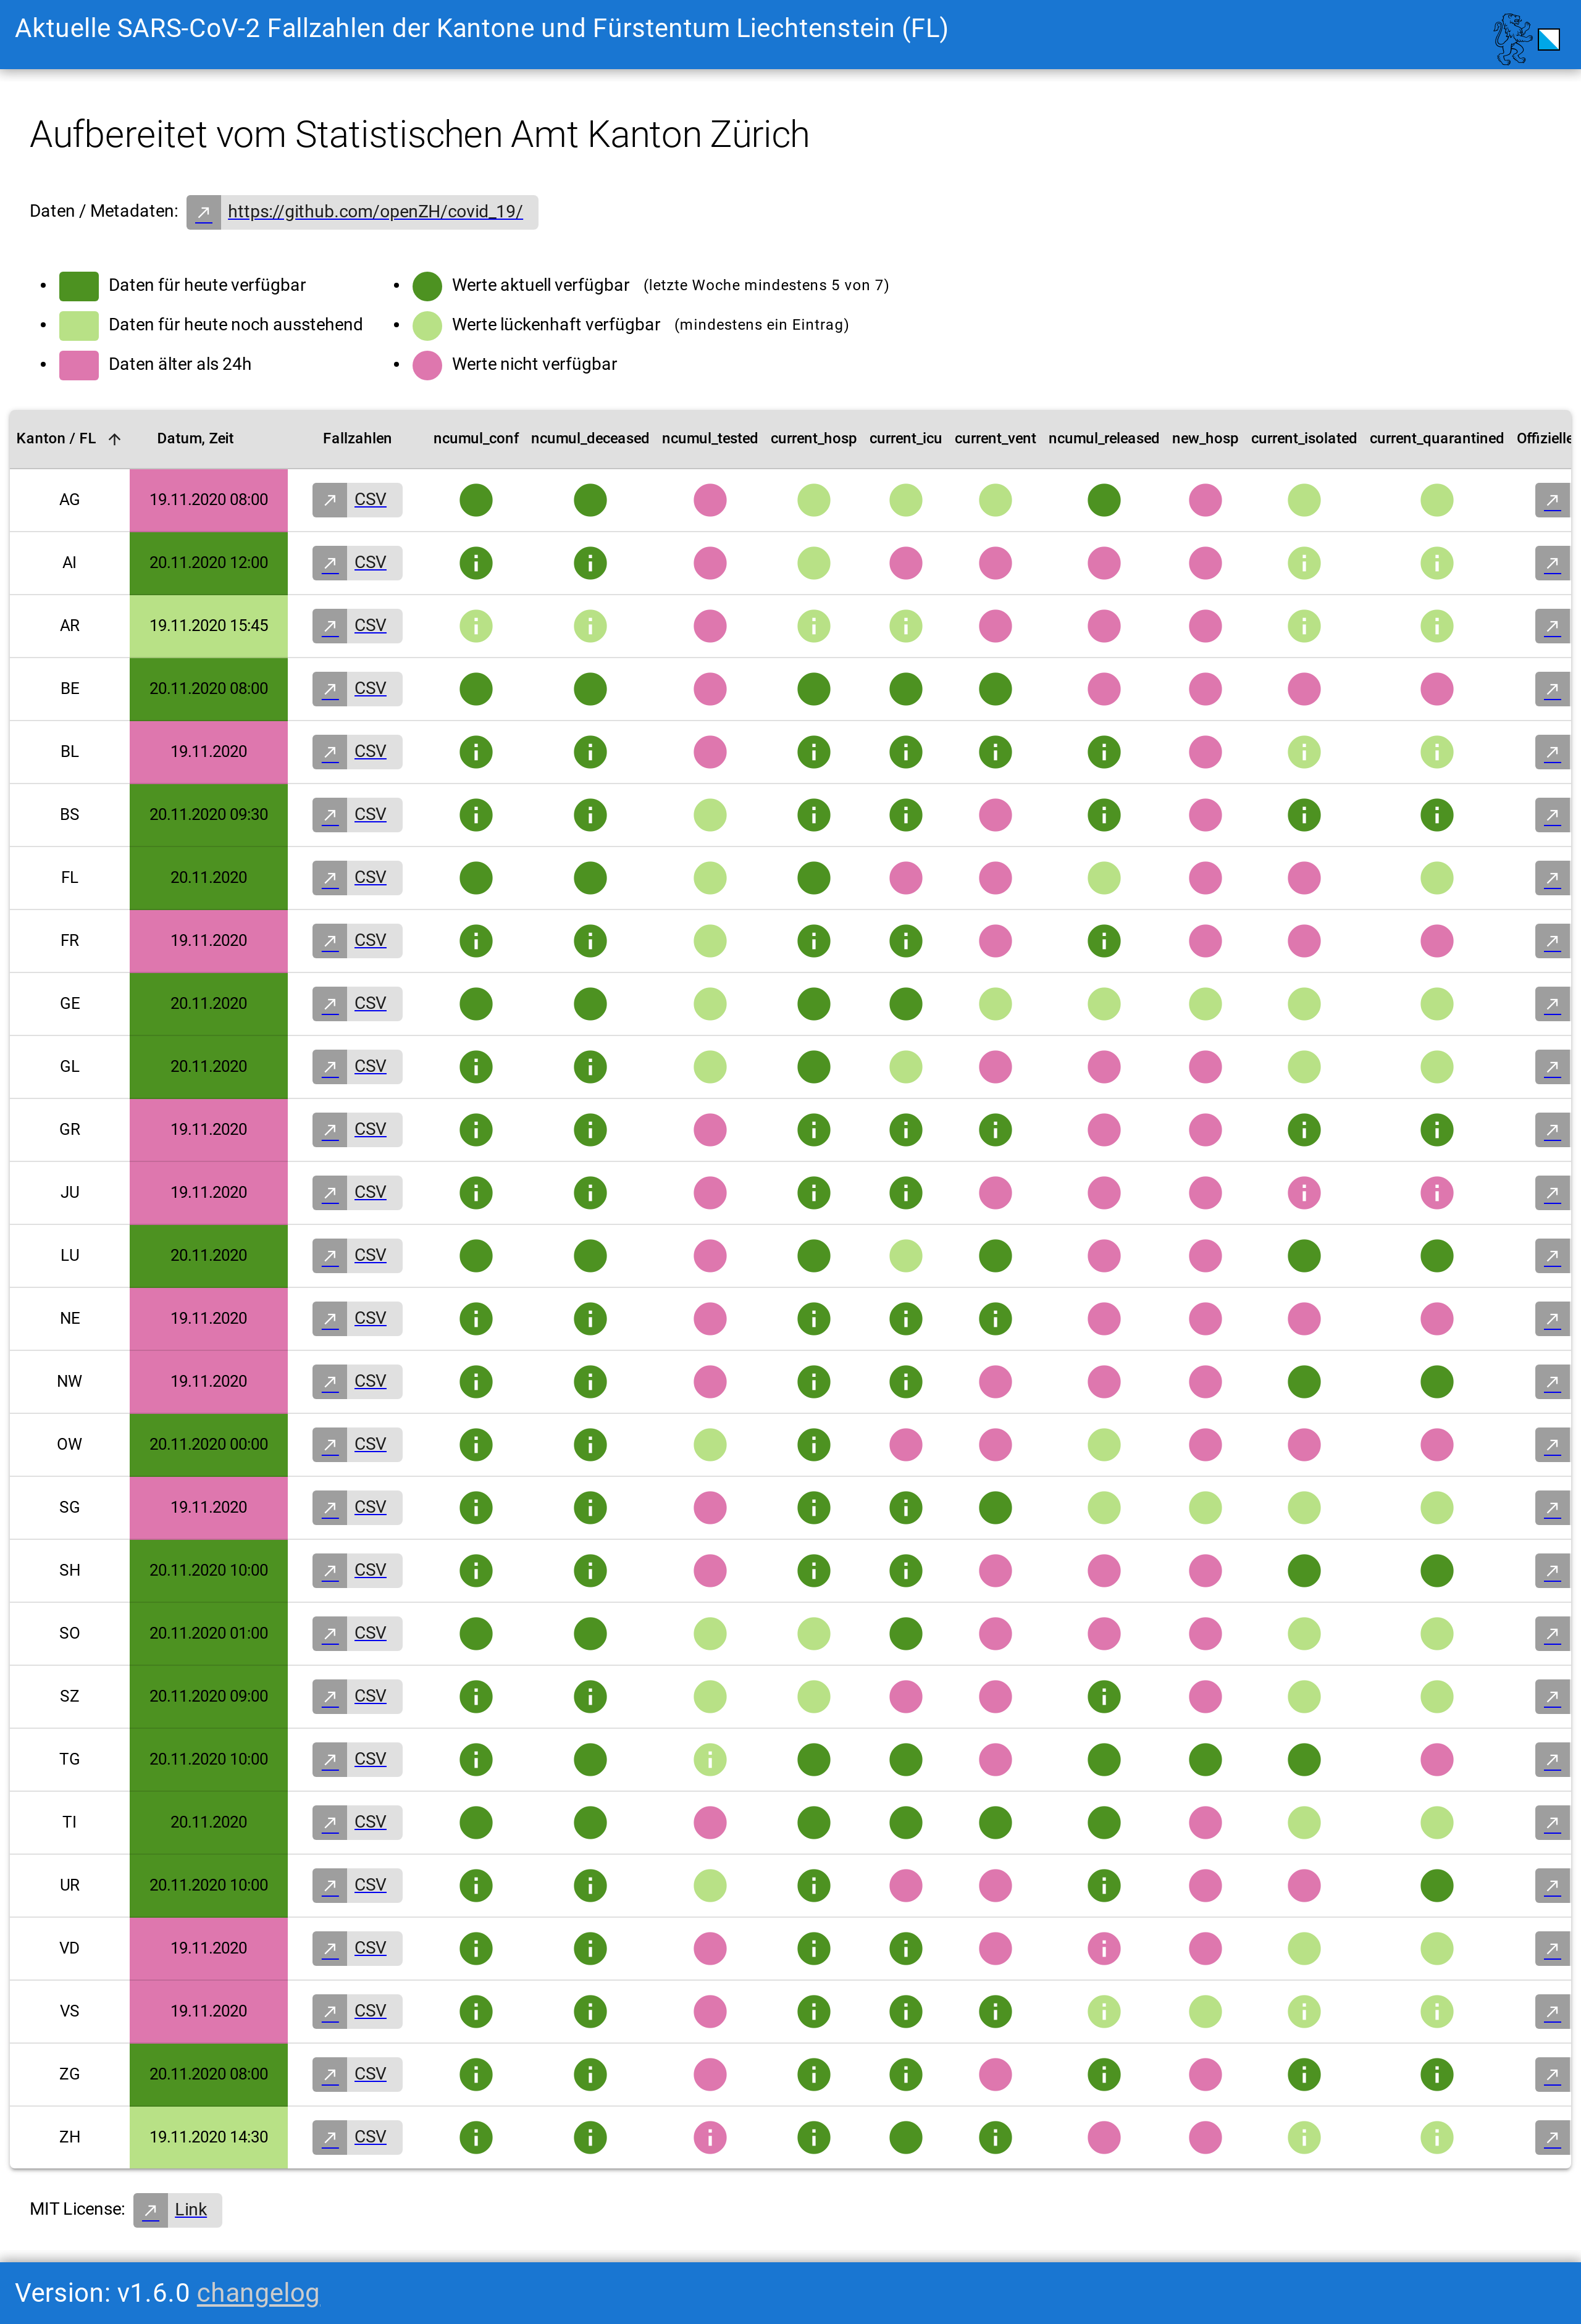 Aktuelle SARS-CoV-2 Fallzahlen der Kantone und Fürstentum Liechtenstein (FL)
Aufbereitet vom Statistischen Amt Kanton Zürich
Daten / Metadaten: https://github.com/openZH/covid_19/
Daten für heute verfügbar
Daten für heute noch ausstehend
Daten älter als 24h
Werte aktuell verfügbar (letzte Woche mindestens 5 von 7)
Werte lückenhaft verfügbar (mindestens ein Eintrag)
Werte nicht verfügbar
Kanton / FL Datum, Zeit Fallzahlen ncumul_conf ncumul_deceased ncumul_tested current_hosp current_icu current_vent ncumul_released new_hosp current_isolated current_quarantined Offizielle
AG 19.11.2020 08:00 CSV
AI 20.11.2020 12:00 CSV
AR 19.11.2020 15:45 CSV
BE 20.11.2020 08:00 CSV
BL 19.11.2020 CSV
BS 20.11.2020 09:30 CSV
FL 20.11.2020 CSV
FR 19.11.2020 CSV
GE 20.11.2020 CSV
GL 20.11.2020 CSV
GR 19.11.2020 CSV
JU 19.11.2020 CSV
LU 20.11.2020 CSV
NE 19.11.2020 CSV
NW 19.11.2020 CSV
OW 20.11.2020 00:00 CSV
SG 19.11.2020 CSV
SH 20.11.2020 10:00 CSV
SO 20.11.2020 01:00 CSV
SZ 20.11.2020 09:00 CSV
TG 20.11.2020 10:00 CSV
TI 20.11.2020 CSV
UR 20.11.2020 10:00 CSV
VD 19.11.2020 CSV
VS 19.11.2020 CSV
ZG 20.11.2020 08:00 CSV
ZH 19.11.2020 14:30 CSV
MIT License: Link
Version: v1.6.0 changelog